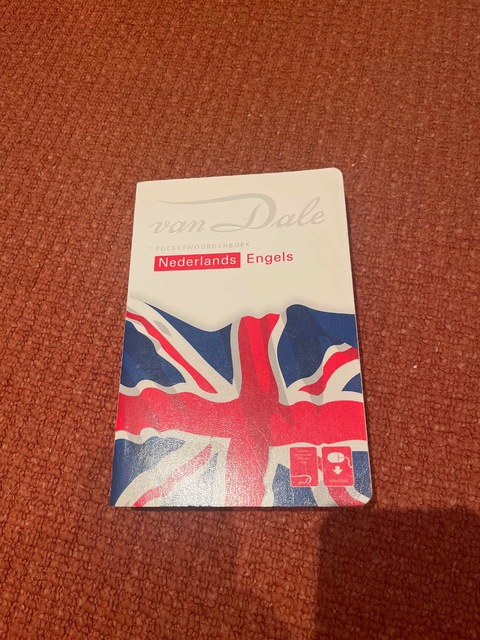 van Dale
POCKETWOORDENBOEK
Nederlands Engels